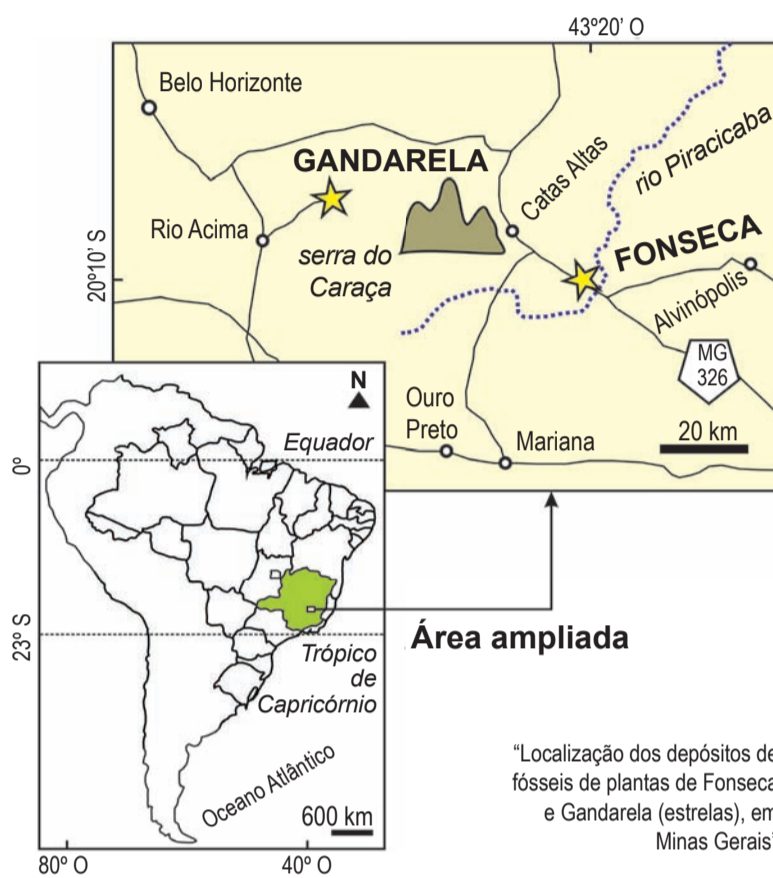 43º20' O
Belo Horizonte
GANDARELA
Catas Altas
rio Piracicaba
Rio Acima
serra do
Caraça
FONSECA
20º10' S
Alvinópolis
MG
326
Ouro
Preto
Mariana
20 km
N
Equador
0º
23º S
Área ampliada
Trópico
de
Capricórnio
Oceano Atlântico
600 km
80º O
40º O
“Localização dos depósitos de
fósseis de plantas de Fonseca
e Gandarela (estrelas), em
Minas Gerais”